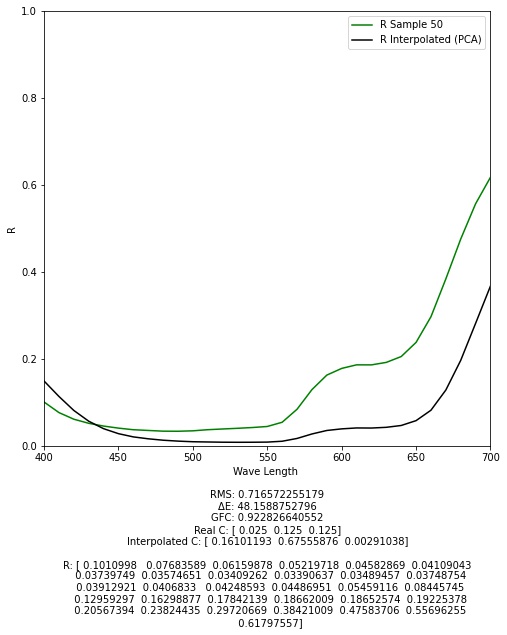 1.0
0.8
0.6
0.4
0.2
0.0
R
400 450 500 550 600 650 700
Wave Length
R Sample 50
R Interpolated (PCA)
RMS: 0.716572255179
ΔE: 48.1588752796
GFC: 0.922826640552
Real C: [ 0.025 0.125 0.125]
Interpolated C: [ 0.16101193 0.67555876 0.00291038]
R: [ 0.1010998 0.07683589 0.06159878 0.05219718 0.04582869 0.04109043
0.03739749 0.03574651 0.03409262 0.03390637 0.03489457 0.03748754
0.03912921 0.0406833 0.04248593 0.04486951 0.05459116 0.08445745
0.12959297 0.16298877 0.17842139 0.18662009 0.18652574 0.19225378
0.20567394 0.23824435 0.29720669 0.38421009 0.47583706 0.55696255
0.61797557]